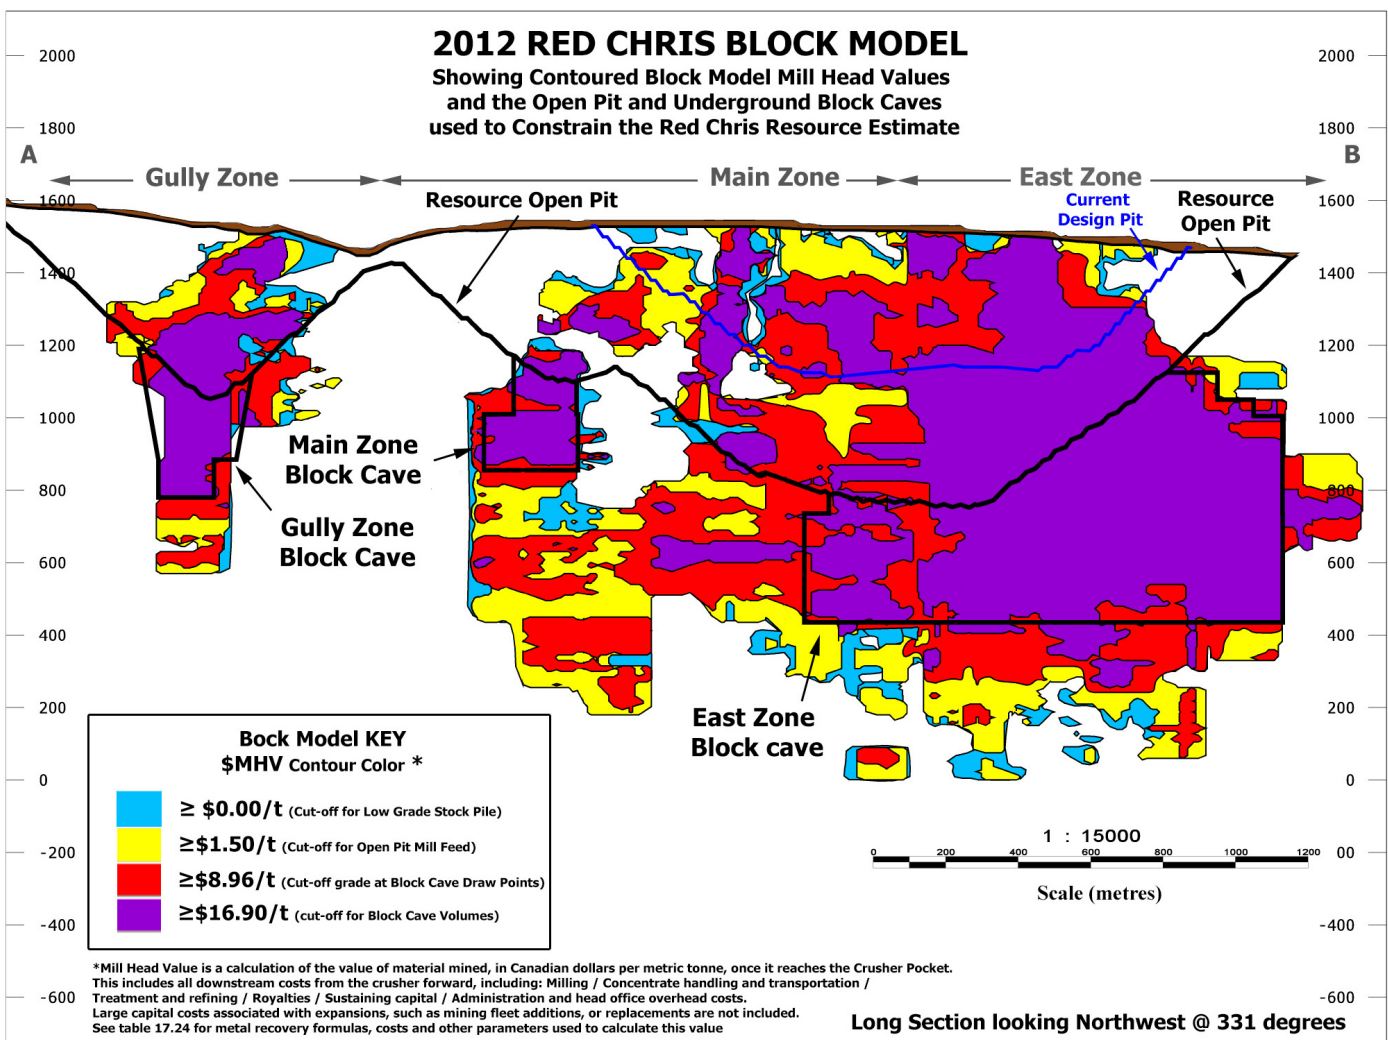 2012 RED CHRIS BLOCK MODEL
Showing Contoured Block Model Mill Head Values
and the Open Pit and Underground Block Caves
used to Constrain the Red Chris Resource Estimate
2000
2000
1800
1800
A
B
Gully Zone
Main Zone
East Zone
1600
1600
Resource Open Pit
Current
Design Pit
Resource
Open Pit
1400
1400
1200
1200
1000
1000
Main Zone
Block Cave
800
800
Gully Zone
Block Cave
600
600
400
400
200
200
East Zone
Block cave
0
0
Bock Model KEY
$MHV Contour Color *
≥ $0.00/t (Cut-off for Low Grade Stock Pile)
≥$1.50/t (Cut-off for Open Pit Mill Feed)
≥$8.96/t (Cut-off grade at Block Cave Draw Points)
≥$16.90/t (cut-off for Block Cave Volumes)
1 : 15000
0 200 400 600 800 1000 1200
Scale (metres)
-200
00
-400
-400
-600
-600
*Mill Head Value is a calculation of the value of material mined, in Canadian dollars per metric tonne, once it reaches the Crusher Pocket.
This includes all downstream costs from the crusher forward, including: Milling / Concentrate handling and transportation /
Treatment and refining / Royalties / Sustaining capital / Administration and head office overhead costs.
Large capital costs associated with expansions, such as mining fleet additions, or replacements are not included.
See table 17.24 for metal recovery formulas, costs and other parameters used to calculate this value
Long Section looking Northwest @ 331 degrees